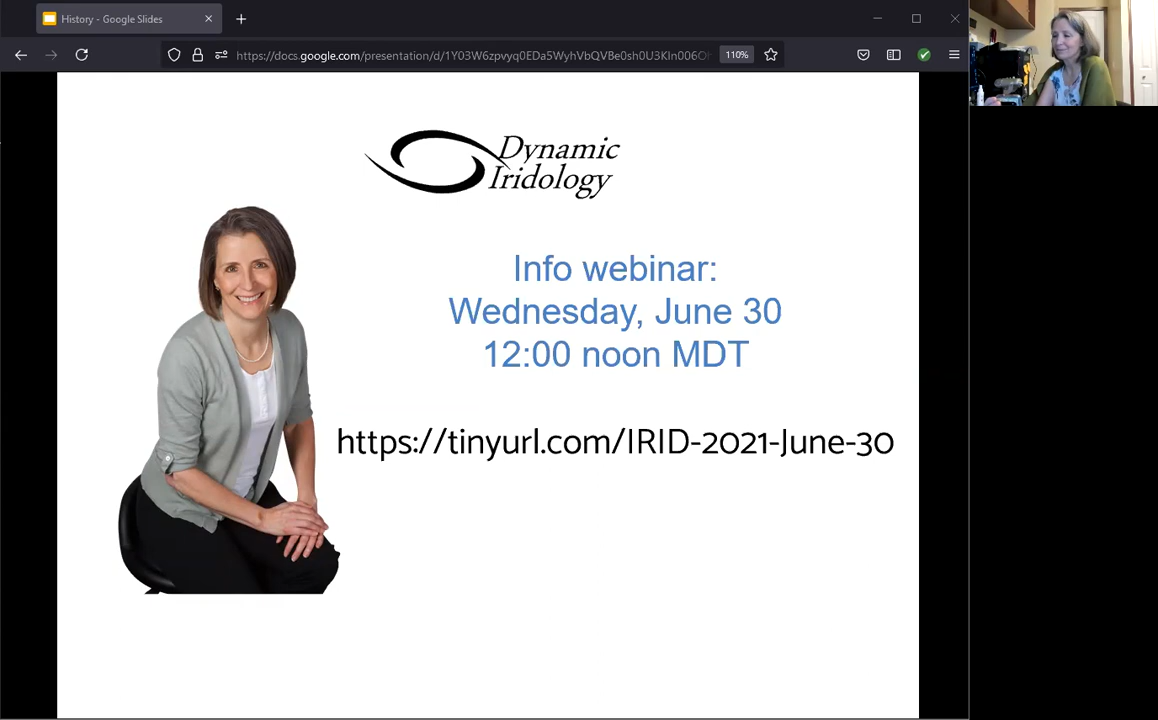 History - Google Slides
https://docs.google.com/presentation/d/1Y03W6zpvyq0EDa5WyhVbQVBe0sh0U3KIn006O
110%
Dynamic
Iridology
Info webinar:
Wednesday, June 30
12:00 noon MDT
https://tinyurl.com/IRID-2021-June-30